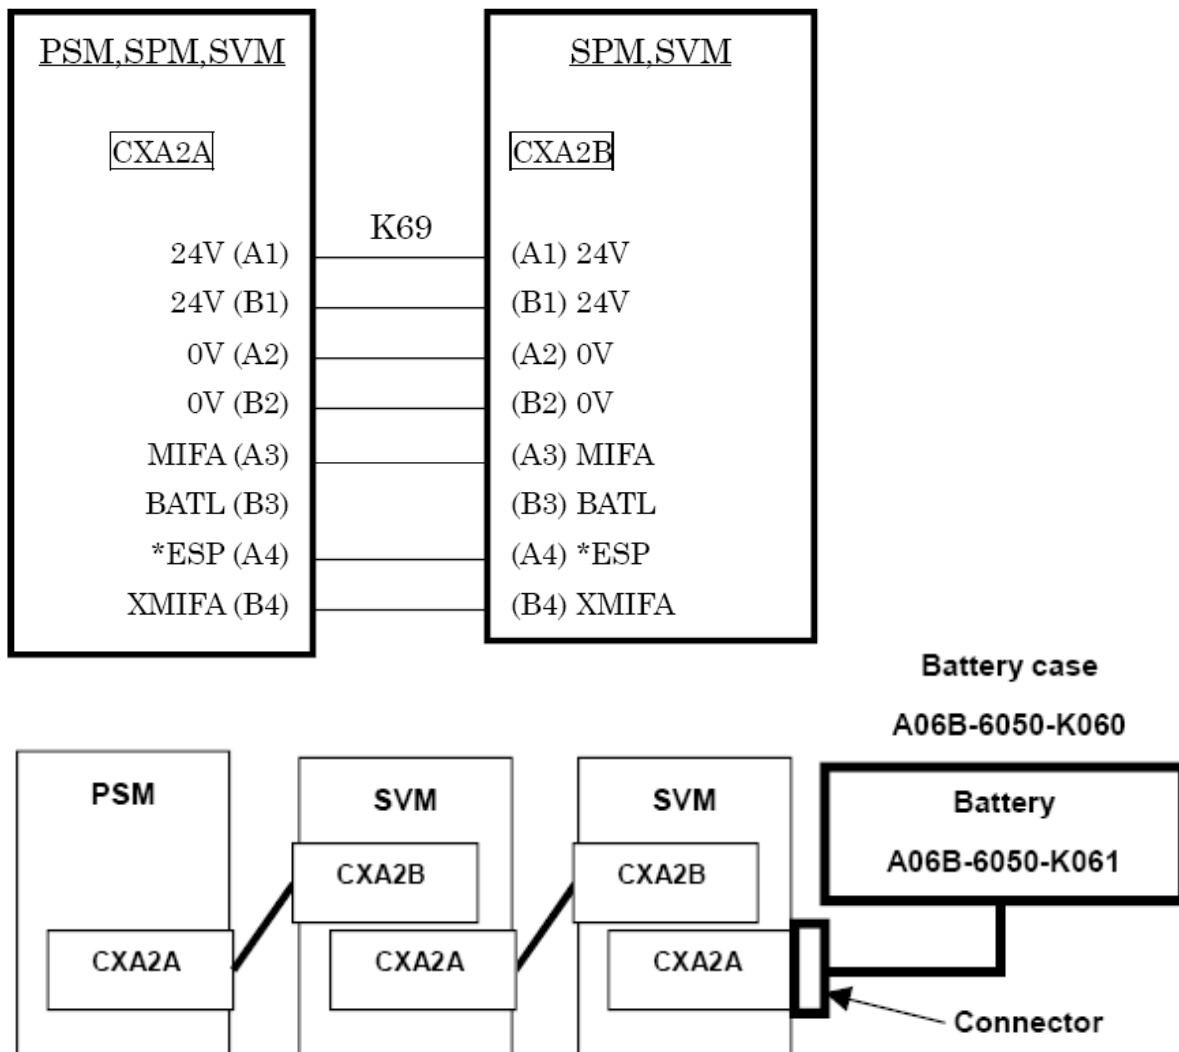 PSM,SPM,SVM
SPM,SVM
CXA2A
CXA2B
K69
24V (A1)
(A1) 24V
24V (B1)
(B1) 24V
0V (A2)
(A2) 0V
0V (B2)
(B2) 0V
MIFA (A3)
(A3) MIFA
BATL (B3)
(B3) BATL
*ESP (A4)
(A4) *ESP
XMIFA (B4)
(B4) XMIFA
Battery case
A06B-6050-K060
PSM
SVM
SVM
Battery
A06B-6050-K061
CXA2B
CXA2B
CXA2A
CXA2A
CXA2A
Connector